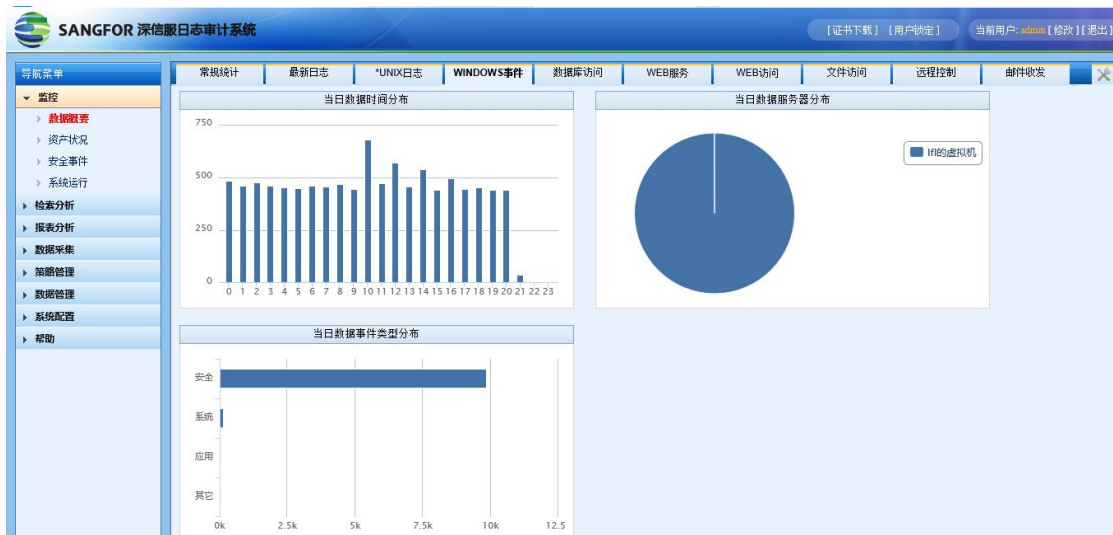 SANGFOR 深信服日志审计系统
[证书下载] [用户锁定] 当前用户: admin [修改] [退出]
导航菜单
监控
数据概要
资产状况
安全事件
系统运行
检索分析
报表分析
数据采集
策略管理
数据管理
系统配置
帮助
常规统计 最新日志 *UNIX日志 WINDOWS事件 数据库访问 WEB服务 WEB访问 文件访问 远程控制 邮件收发
当日数据时间分布
750
500
250
0
0 1 2 3 4 5 6 7 8 9 10 11 12 13 14 15 16 17 18 19 20 21 22 23
当日数据服务器分布
lfl的虚拟机
当日数据事件类型分布
安全
系统
应用
其它
0k 2.5k 5k 7.5k 10k 12.5